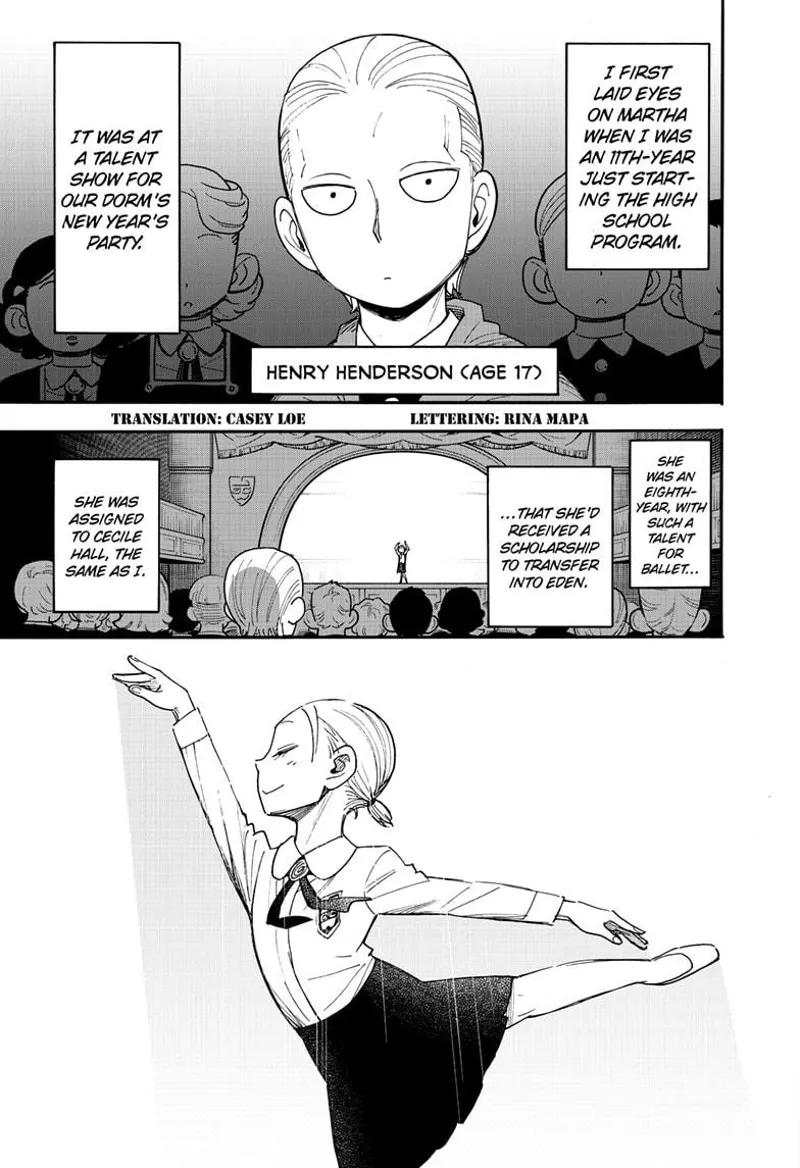 I FIRST
LAID EYES
ON MARTHA
WHEN I WAS
AN 11TH-YEAR
JUST START-
ING THE HIGH
SCHOOL
PROGRAM.
IT WAS AT
A TALENT
SHOW FOR
OUR DORM'S
NEW YEAR'S
PARTY.
HENRY HENDERSON (AGE 17)
TRANSLATION: CASEY LOE
LETTERING: RINA MAPA
SHE
WAS AN
EIGHTH-
YEAR, WITH
SUCH A
TALENT
FOR
BALLET...
...THAT SHE'D
RECEIVED A
SCHOLARSHIP
TO TRANSFER
INTO EDEN.
SHE WAS
ASSIGNED
TO CECILE
HALL, THE
SAME AS I.